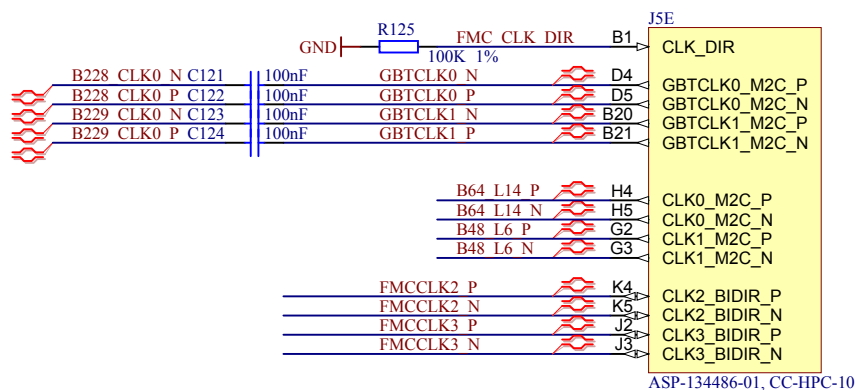 J5E
R125
GND
FMC_CLK_DIR
B1
CLK_DIR
100K_1%
B228_CLK0_N C121 100nF GBTCLK0_N D4 GBTCLK0_M2C_P
B228_CLK0_P C122 100nF GBTCLK0_P D5 GBTCLK0_M2C_N
B229_CLK0_N C123 100nF GBTCLK1_N B20 GBTCLK1_M2C_P
B229_CLK0_P C124 100nF GBTCLK1_P B21 GBTCLK1_M2C_N
B64_L14_P H4 CLK0_M2C_P
B64_L14_N H5 CLK0_M2C_N
B48_L6_P G2 CLK1_M2C_P
B48_L6_N G3 CLK1_M2C_N
FMCCLK2_P K4 CLK2_BIDIR_P
FMCCLK2_N K5 CLK2_BIDIR_N
FMCCLK3_P J2 CLK3_BIDIR_P
FMCCLK3_N J3 CLK3_BIDIR_N
ASP-134486-01, CC-HPC-10